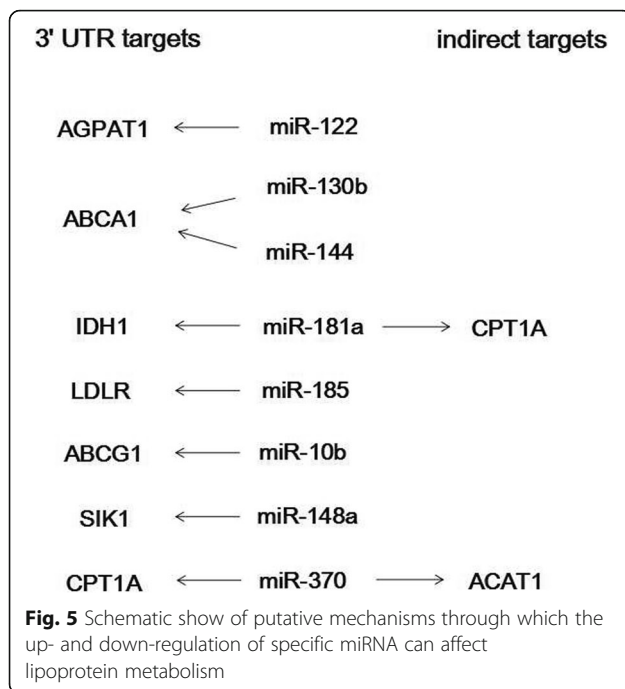 3' UTR targets indirect targets
AGPAT1 miR-122
miR-130b
ABCA1
miR-144
IDH1 miR-181a CPT1A
LDLR miR-185
ABCG1 miR-10b
SIK1 miR-148a
CPT1A miR-370 ACAT1
Fig. 5 Schematic show of putative mechanisms through which the
up- and down-regulation of specific miRNA can affect
lipoprotein metabolism